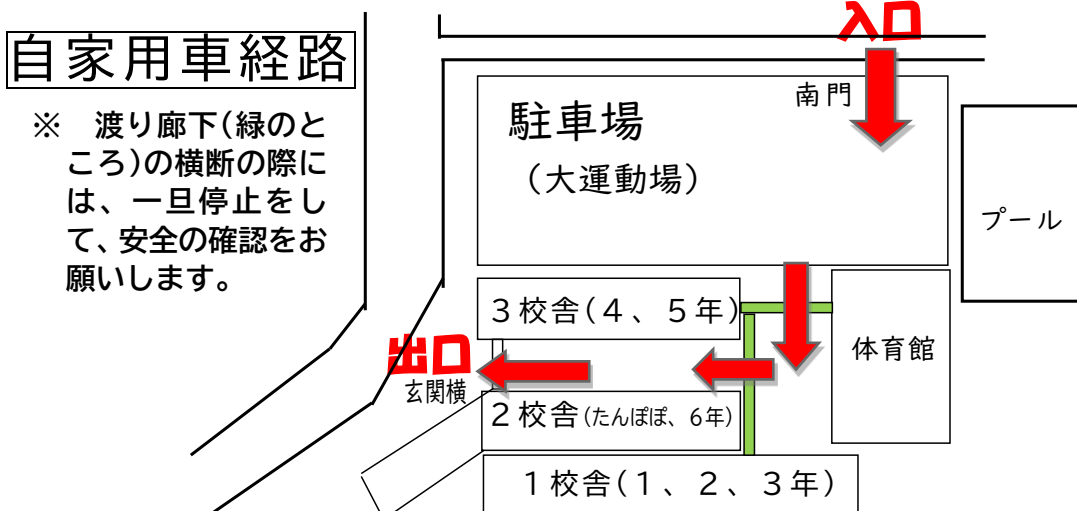 入口
自家用車経路
※　渡り廊下(緑のと
ころ)の横断の際に
は、一旦停止をし
て、安全の確認をお
願いします。
南門
駐車場
(大運動場)
プール
3校舎(4、5年)
体育館
出口
玄関横
2校舎(たんぽぽ、6年)
1校舎(1、2、3年)